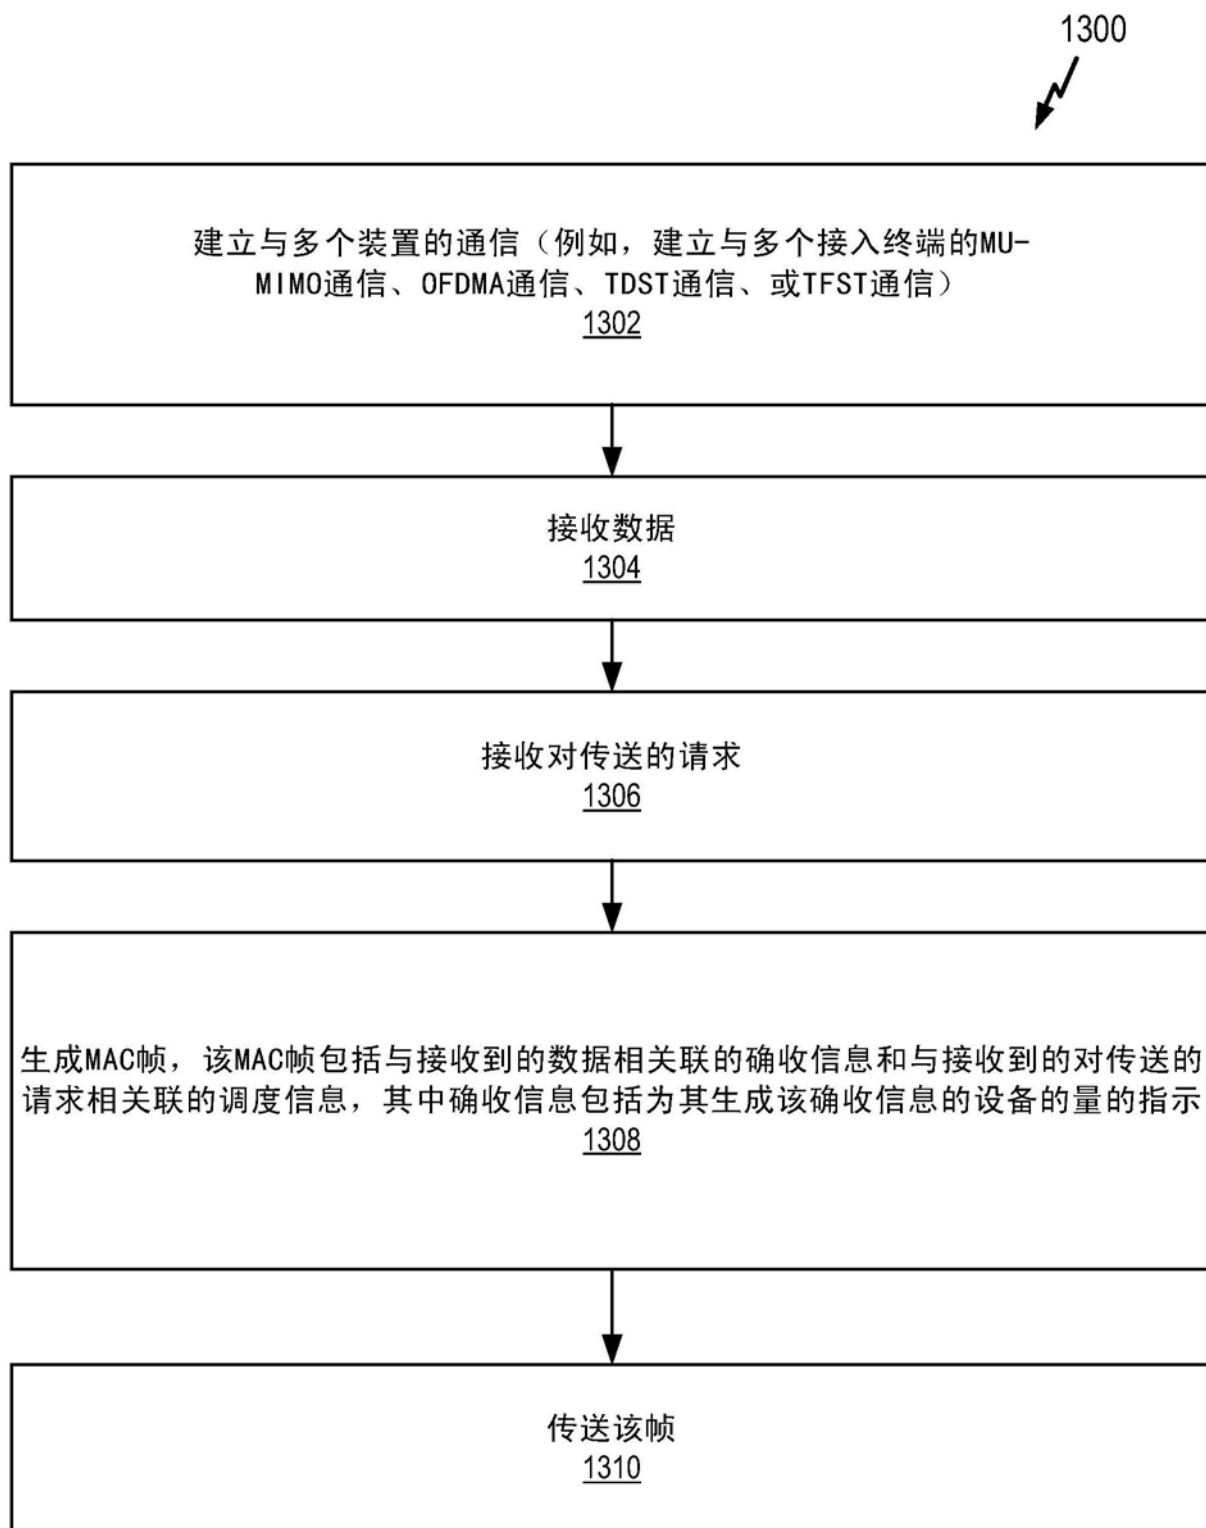 1300
建立与多个装置的通信（例如，建立与多个接入终端的MU-
MIMO通信、OFDMA通信、TDST通信、或TFST通信）
1302
接收数据
1304
接收对传送的请求
1306
生成MAC帧，该MAC帧包括与接收到的数据相关联的确收信息和与接收到的对传送的
请求相关联的调度信息，其中确收信息包括为其生成该确收信息的设备的量的指示
1308
传送该帧
1310